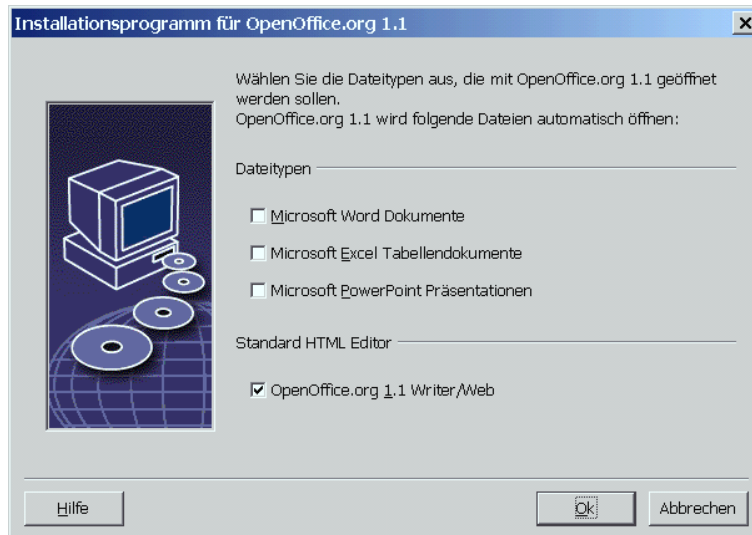 Installationsprogramm für OpenOffice.org 1.1
Wählen Sie die Dateitypen aus, die mit OpenOffice.org 1.1 geöffnet
werden sollen.
OpenOffice.org 1.1 wird folgende Dateien automatisch öffnen:
Dateitypen
Microsoft Word Dokumente
Microsoft Excel Tabellendokumente
Microsoft PowerPoint Präsentationen
Standard HTML Editor
OpenOffice.org 1.1 Writer/Web
Hilfe
Ok
Abbrechen